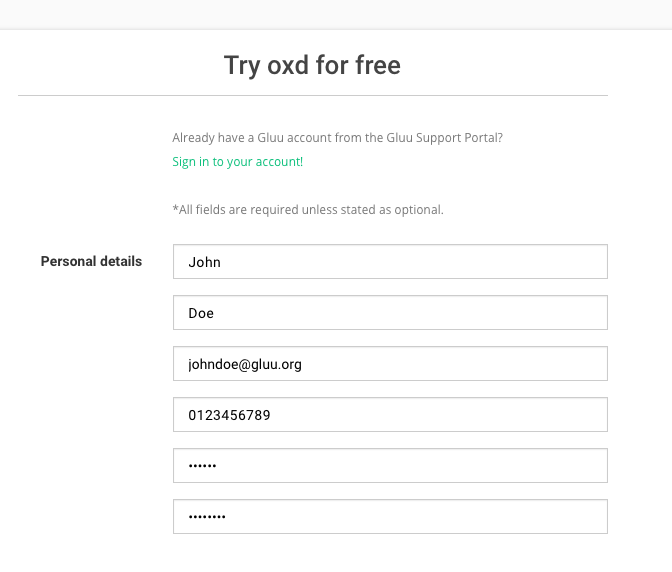 Try oxd for free
Already have a Gluu account from the Gluu Support Portal?
Sign in to your account!
*All fields are required unless stated as optional.
Personal details
John
Doe
johndoe@gluu.org
0123456789
••••••
••••••••